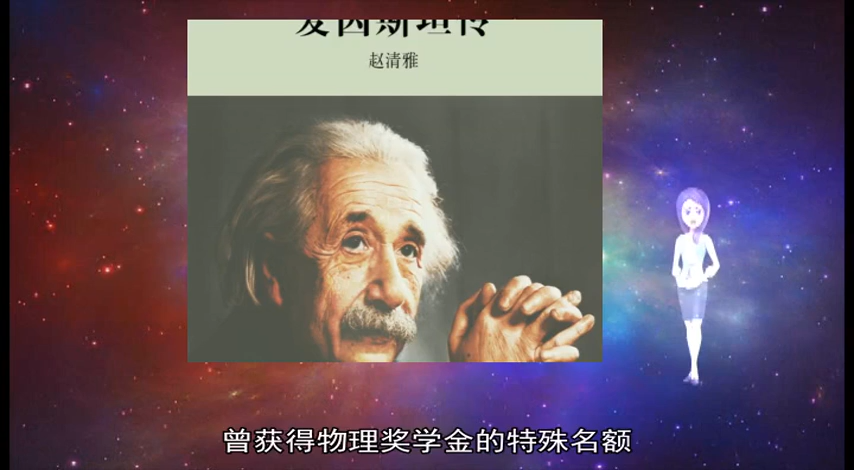 爱因斯坦传
赵清雅
曾获得物理奖学金的特殊名额